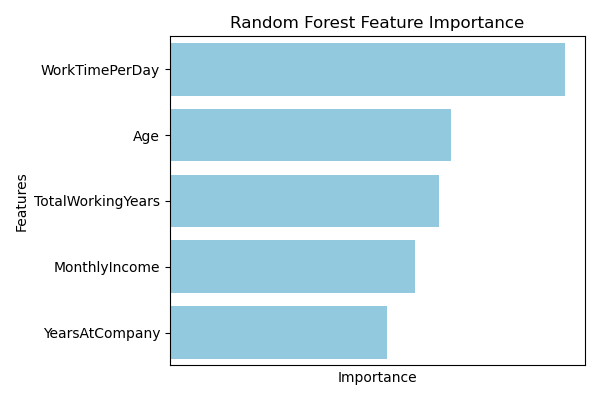 Random Forest Feature Importance
WorkTimePerDay
Age
TotalWorkingYears
MonthlyIncome
YearsAtCompany
Features
Importance